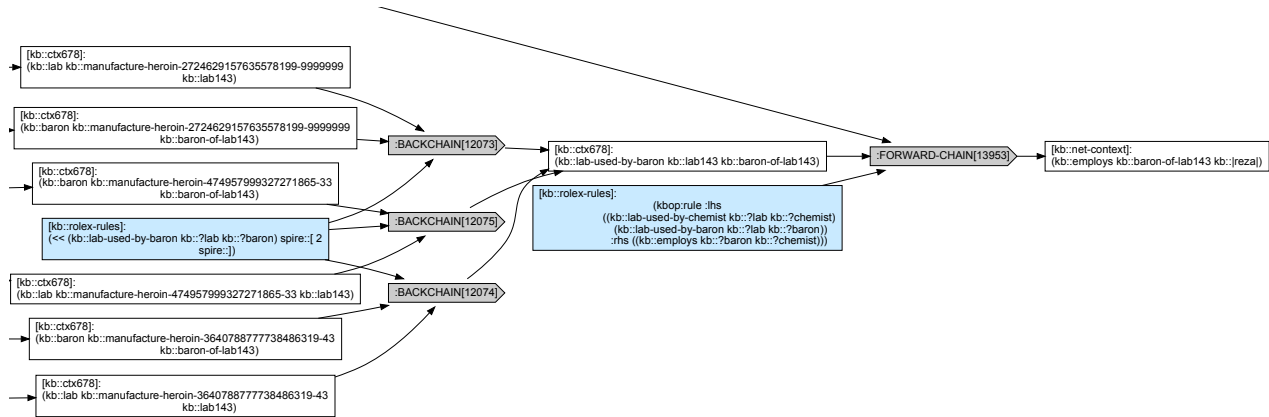 [kb::ctx678]:
(kb::lab kb::manufacture-heroin-2724629157635578199-9999999
kb::lab143)
[kb::ctx678]:
(kb::baron kb::manufacture-heroin-2724629157635578199-9999999
kb::baron-of-lab143)
:BACKCHAIN[12073]
[kb::ctx678]:
(kb::lab-used-by-baron kb::lab143 kb::baron-of-lab143)
:FORWARD-CHAIN[13953]
[kb::net-context]:
(kb::employs kb::baron-of-lab143 kb::|reza|)
[kb::ctx678]:
(kb::baron kb::manufacture-heroin-474957999327271865-33
kb::baron-of-lab143)
[kb::rolex-rules]:
(kbop:rule :lhs
((kb::lab-used-by-chemist kb::?lab kb::?chemist)
(kb::lab-used-by-baron kb::?lab kb::?baron))
:rhs ((kb::employs kb::?baron kb::?chemist)))
[kb::rolex-rules]:
(<< (kb::lab-used-by-baron kb::?lab kb::?baron) spire::[ 2
spire::])
:BACKCHAIN[12075]
[kb::ctx678]:
(kb::lab kb::manufacture-heroin-474957999327271865-33 kb::lab143)
:BACKCHAIN[12074]
[kb::ctx678]:
(kb::baron kb::manufacture-heroin-3640788777738486319-43
kb::baron-of-lab143)
[kb::ctx678]:
(kb::lab kb::manufacture-heroin-3640788777738486319-43
kb::lab143)